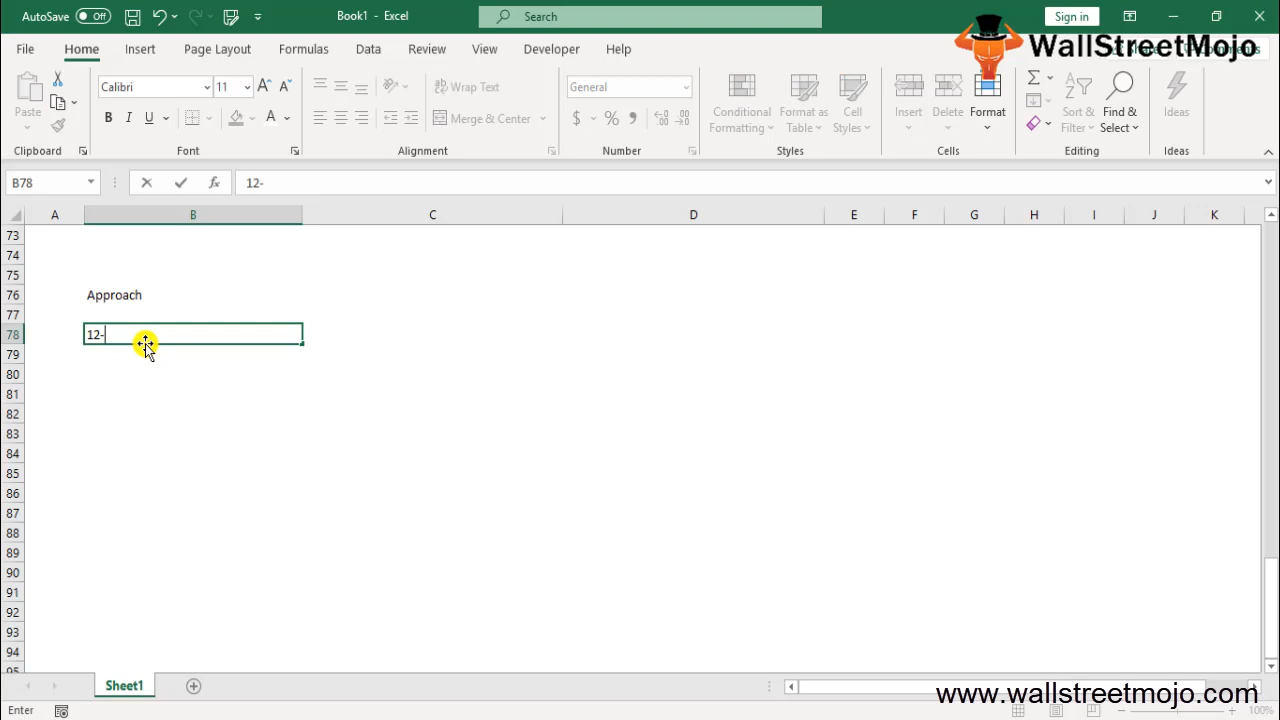 AutoSave Off Book1 - Excel Search Sign in
File Home Insert Page Layout Formulas Data Review View Developer Help
WallStreetMojo
Paste
Calibri 11
Wrap Text
Merge & Center
General
Conditional Formatting
Format as Table
Cell Styles
Insert
Delete
Format
Sort & Filter
Find & Select
Ideas
Clipboard Font Alignment Number Styles Cells Editing Ideas
B78 fx 12-
A B C D E F G H I J K
73
74
75
76 Approach
77
78 12-
79
80
81
82
83
84
85
86
87
88
89
90
91
92
93
94
95
Sheet1
www.wallstreetmojo.com
Enter 100%